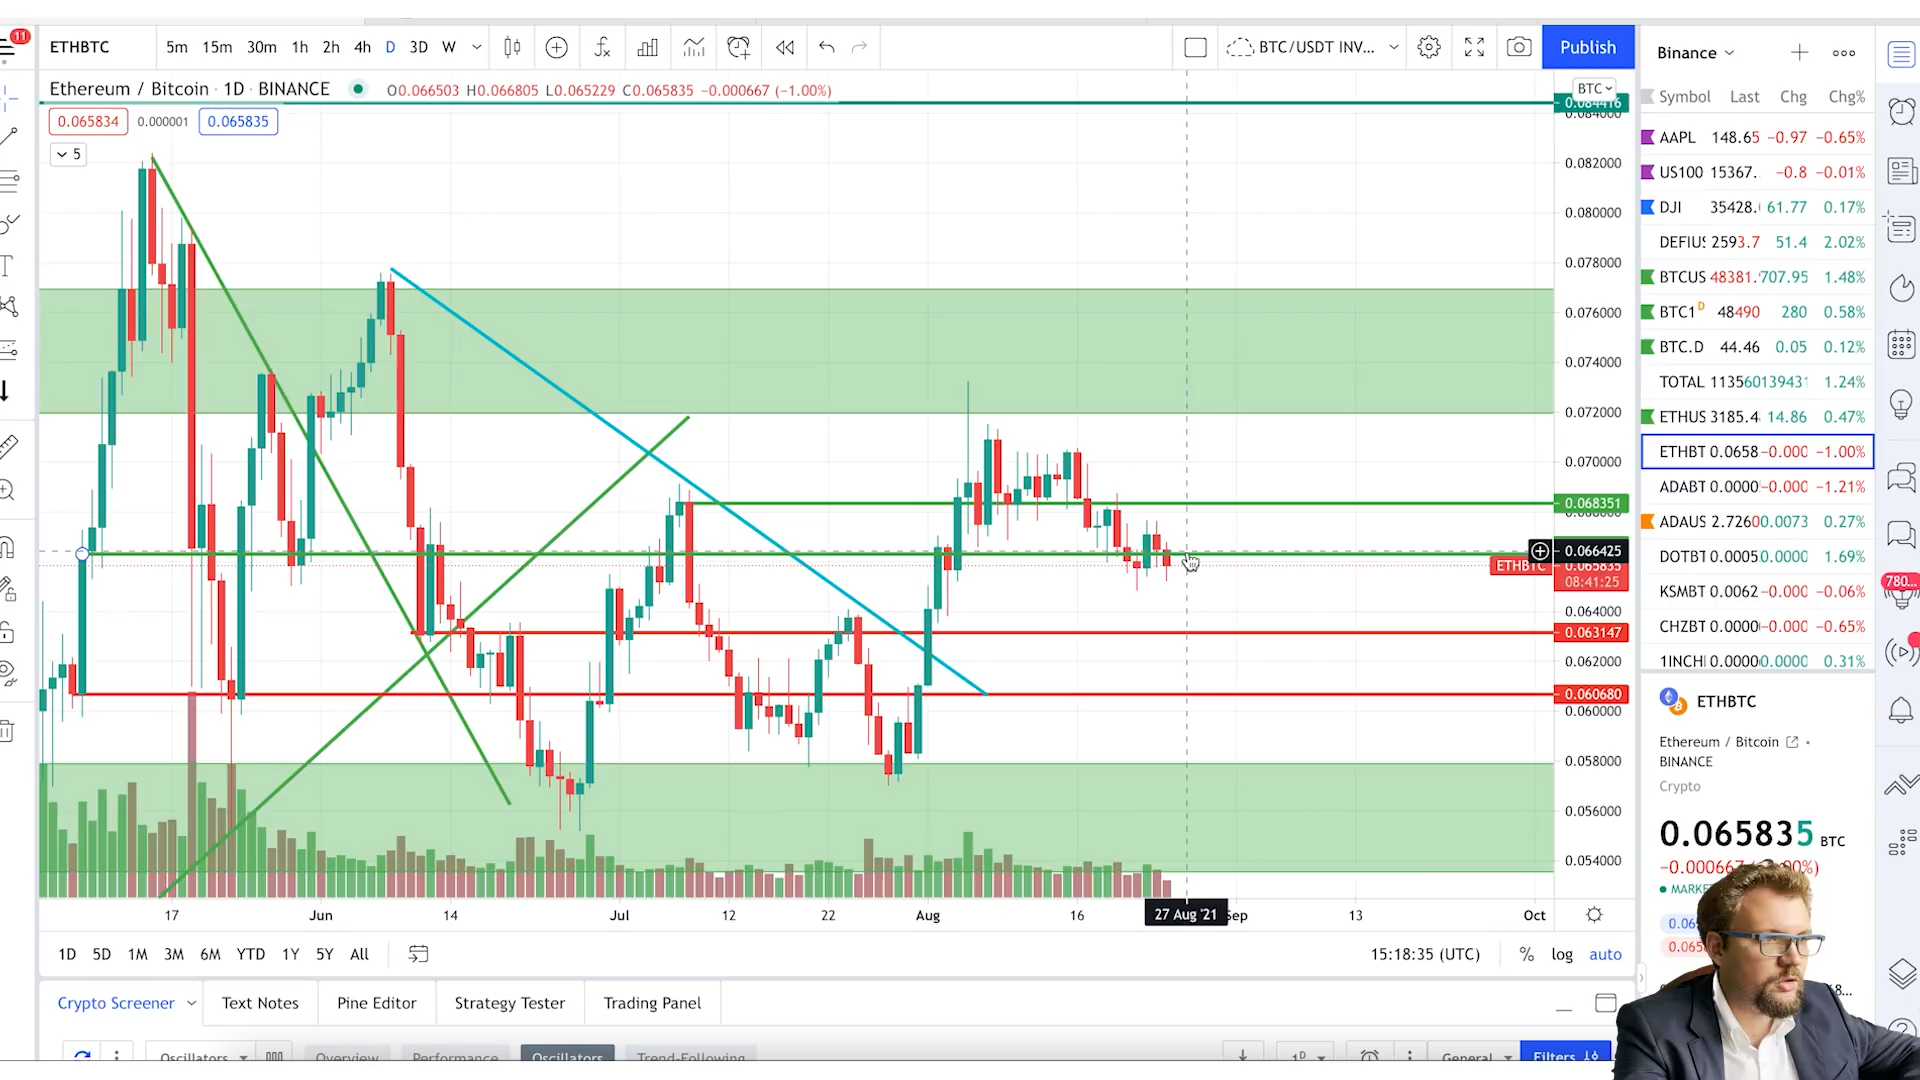 11
ETHBTC 5m 15m 30m 1h 2h 4h D 3D W BTC/USDT INV... Publish
Ethereum / Bitcoin · 1D · BINANCE O0.066503 H0.066805 L0.065229 C0.065835 −0.000667 (−1.00%)
0.065834 0.000001 0.065835
5
BTC
0.084416
0.084000
0.082000
0.080000
0.078000
0.076000
0.074000
0.072000
0.070000
0.068351
0.066425
ETHBTC 0.065835
08:41:25
0.064000
0.063147
0.062000
0.060680
0.060000
0.058000
0.056000
0.054000
17 Jun 14 Jul 12 22 Aug 16 27 Aug '21 Sep 13 Oct
1D 5D 1M 3M 6M YTD 1Y 5Y All 15:18:35 (UTC) % log auto
Crypto Screener Text Notes Pine Editor Strategy Tester Trading Panel
Oscillators Overview Performance Oscillators Trend-Following 1D General Filters
Binance
Symbol Last Chg Chg%
AAPL 148.65 −0.97 −0.65%
US100 15367. −0.8 −0.01%
DJI 35428. 61.77 0.17%
DEFIUS 2593.7 51.4 2.02%
BTCUS 48381. 707.95 1.48%
BTC1 D 48490 280 0.58%
BTC.D 44.46 0.05 0.12%
TOTAL 1.24%
ETHUS 3185.4 14.86 0.47%
ETHBT 0.0658 −0.000 −1.00%
ADABT 0.0000 −0.000 −1.21%
ADAUS 2.7260 0.0073 0.27%
DOTBT 0.0005 0.0000 1.69%
KSMBT 0.0062 −0.000 −0.06%
CHZBT 0.0000 −0.000 −0.65%
1INCH 0.0000 0.0000 0.31%
780...
ETHBTC
Ethereum / Bitcoin ·
BINANCE
Crypto
0.065835 BTC
−0.000667